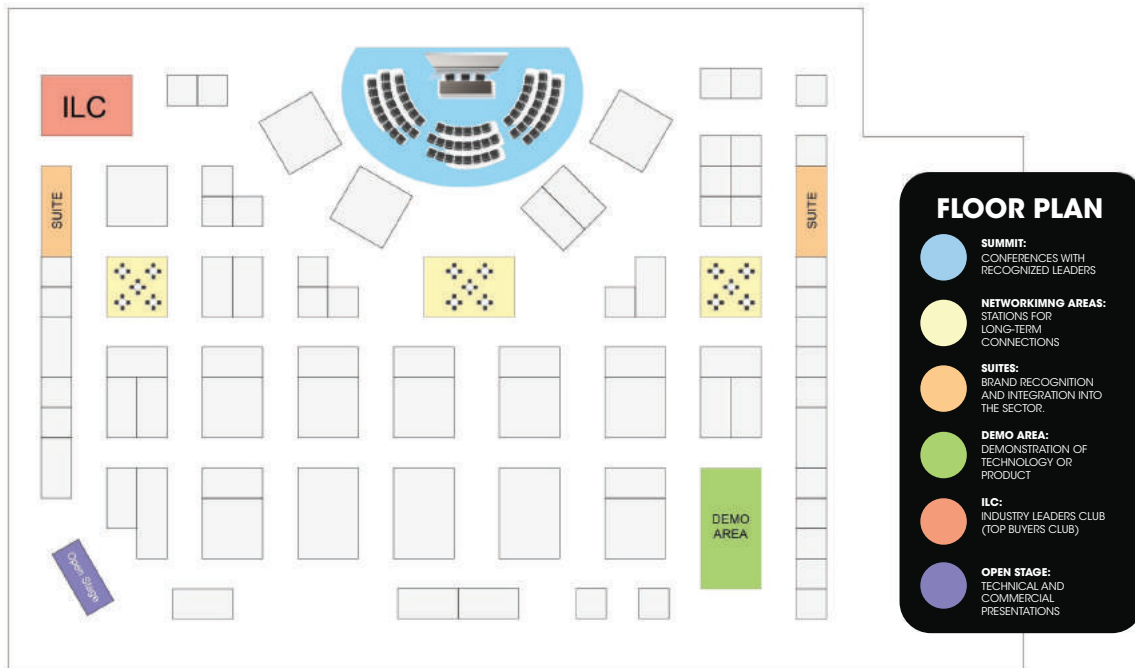 ILC
SUITE
SUITE
DEMO
AREA
Open Stage
FLOOR PLAN
SUMMIT:
CONFERENCES WITH
RECOGNIZED LEADERS
NETWORKIMNG AREAS:
STATIONS FOR
LONG-TERM
CONNECTIONS
SUITES:
BRAND RECOGNITION
AND INTEGRATION INTO
THE SECTOR.
DEMO AREA:
DEMONSTRATION OF
TECHNOLOGY OR
PRODUCT
ILC:
INDUSTRY LEADERS CLUB
(TOP BUYERS CLUB)
OPEN STAGE:
TECHNICAL AND
COMMERCIAL
PRESENTATIONS